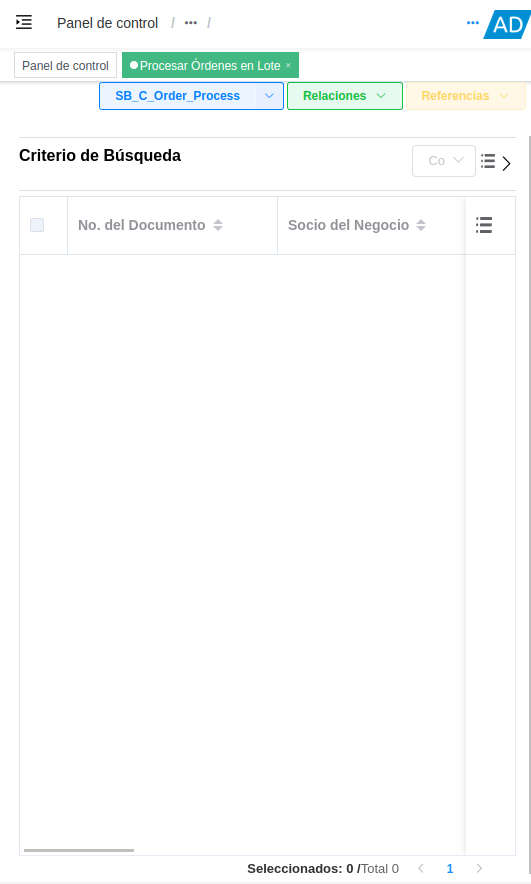 Panel de control / ••• / ••• AD
Panel de control Procesar Órdenes en Lote ×
SB_C_Order_Process Relaciones Referencias
Criterio de Búsqueda Co
No. del Documento Socio del Negocio
Seleccionados: 0 /Total 0 1